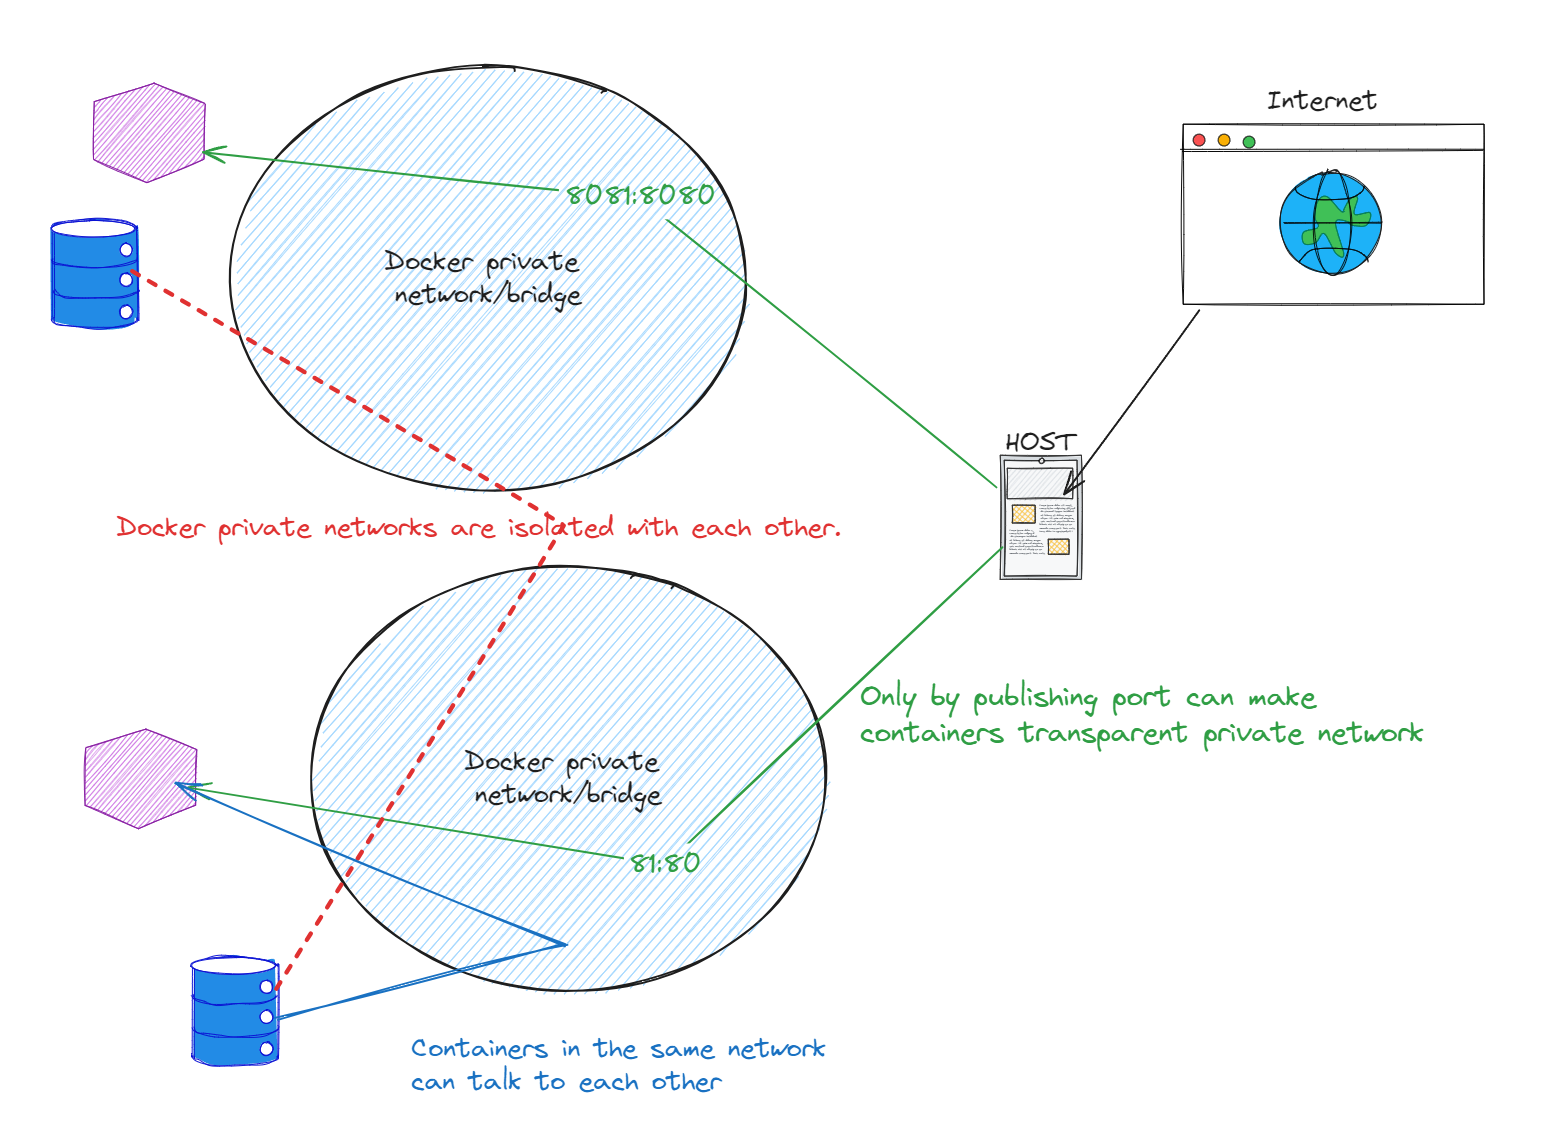 Internet
8081:8080
Docker private
network/bridge
HOST
Docker private networks are isolated with each other.
Only by publishing port can make
containers transparent private network
Docker private
network/bridge
81:80
Containers in the same network
can talk to each other